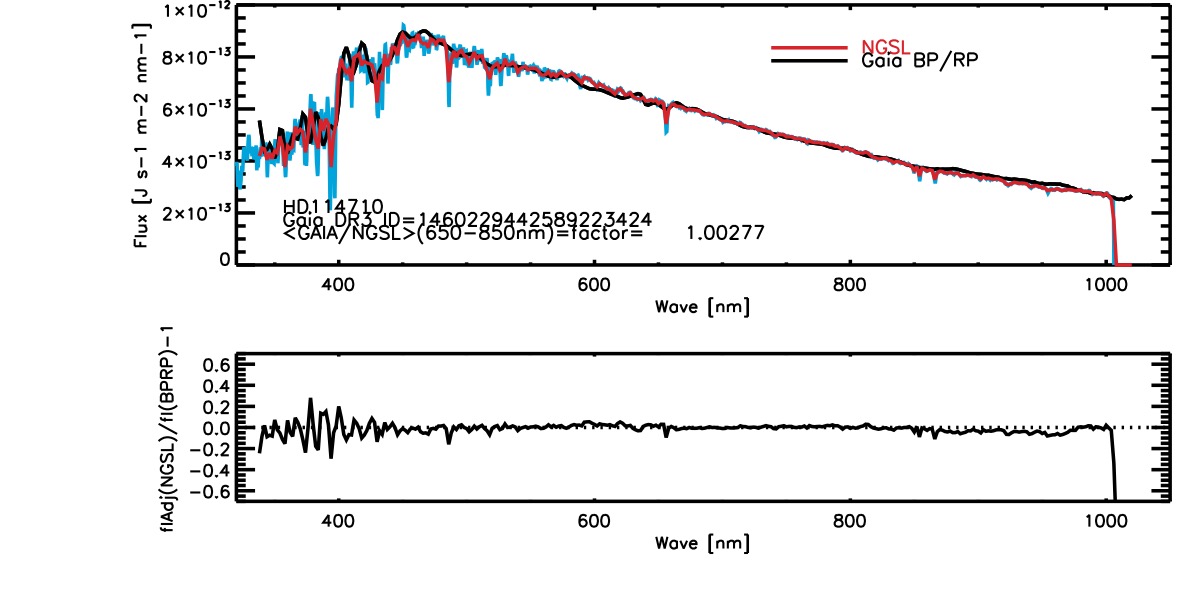 1×10−12
8×10−13
6×10−13
4×10−13
2×10−13
0
Flux [J s−1 m−2 nm−1]
NGSL
Gaia BP/RP
HD114710
Gaia DR3 ID=1460229442589223424
<GAIA/NGSL>(650−850nm)=factor= 1.00277
400 600 800 1000
Wave [nm]
flAdj(NGSL)/fl(BPRP)−1
0.6
0.4
0.2
0.0
−0.2
−0.4
−0.6
400 600 800 1000
Wave [nm]